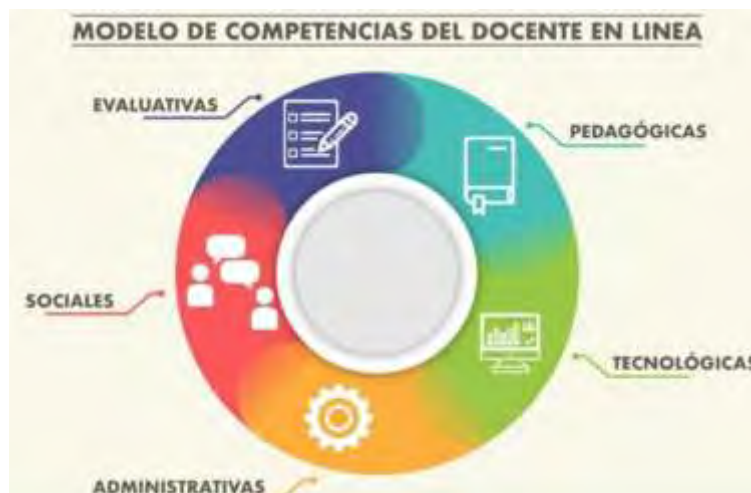 MODELO DE COMPETENCIAS DEL DOCENTE EN LINEA
EVALUATIVAS
PEDAGÓGICAS
SOCIALES
TECNOLÓGICAS
ADMINISTRATIVAS